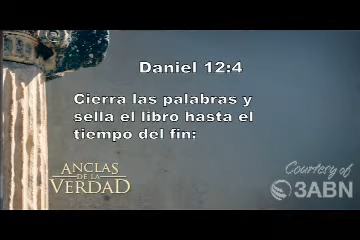 Daniel 12:4
Cierra las palabras y
sella el libro hasta el
tiempo del fin:
ANCLAS
DE LA
VERDAD
Courtesy of
3ABN